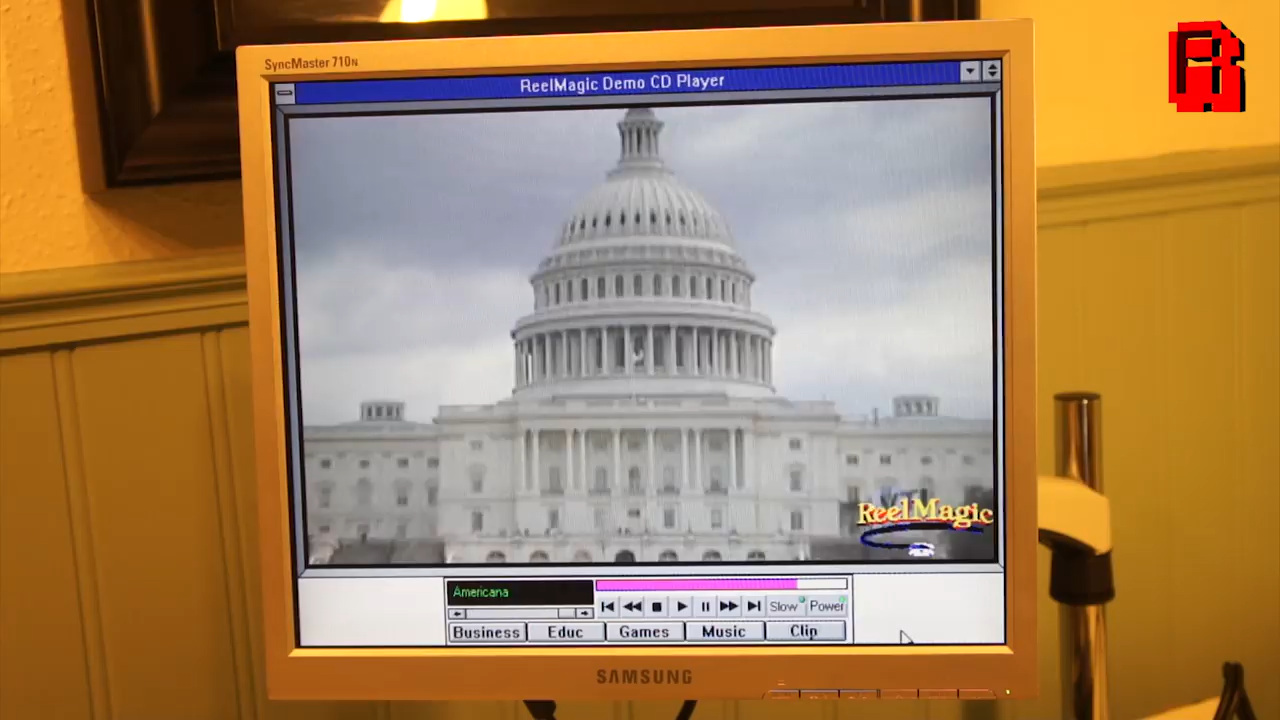 SyncMaster 710N
ReelMagic Demo CD Player
ReelMagic
Americana
Slow
Power
Business
Educ
Games
Music
Clip
SAMSUNG